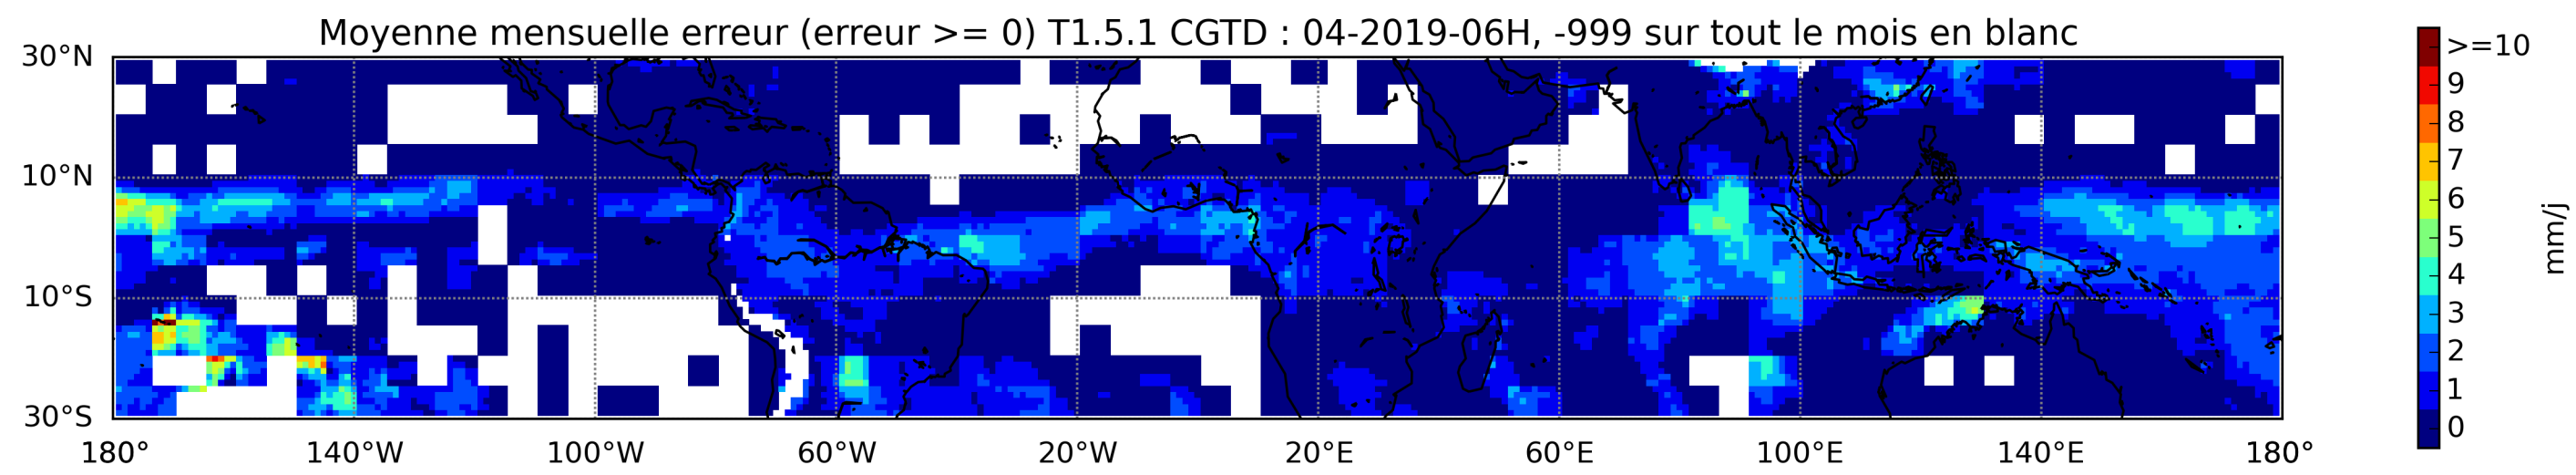 Moyenne mensuelle erreur (erreur >= 0) T1.5.1 CGTD : 04-2019-06H, -999 sur tout le mois en blanc
30°N
10°N
10°S
30°S
180° 140°W 100°W 60°W 20°W 20°E 60°E 100°E 140°E 180°
>=10
9
8
7
6
5
4
3
2
1
0
mm/j